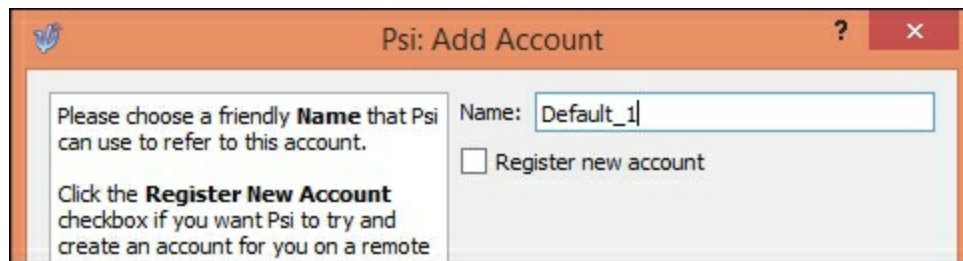 Psi: Add Account
?
Please choose a friendly Name that Psi
can use to refer to this account.
Click the Register New Account
checkbox if you want Psi to try and
create an account for you on a remote
Name: Default_1
Register new account